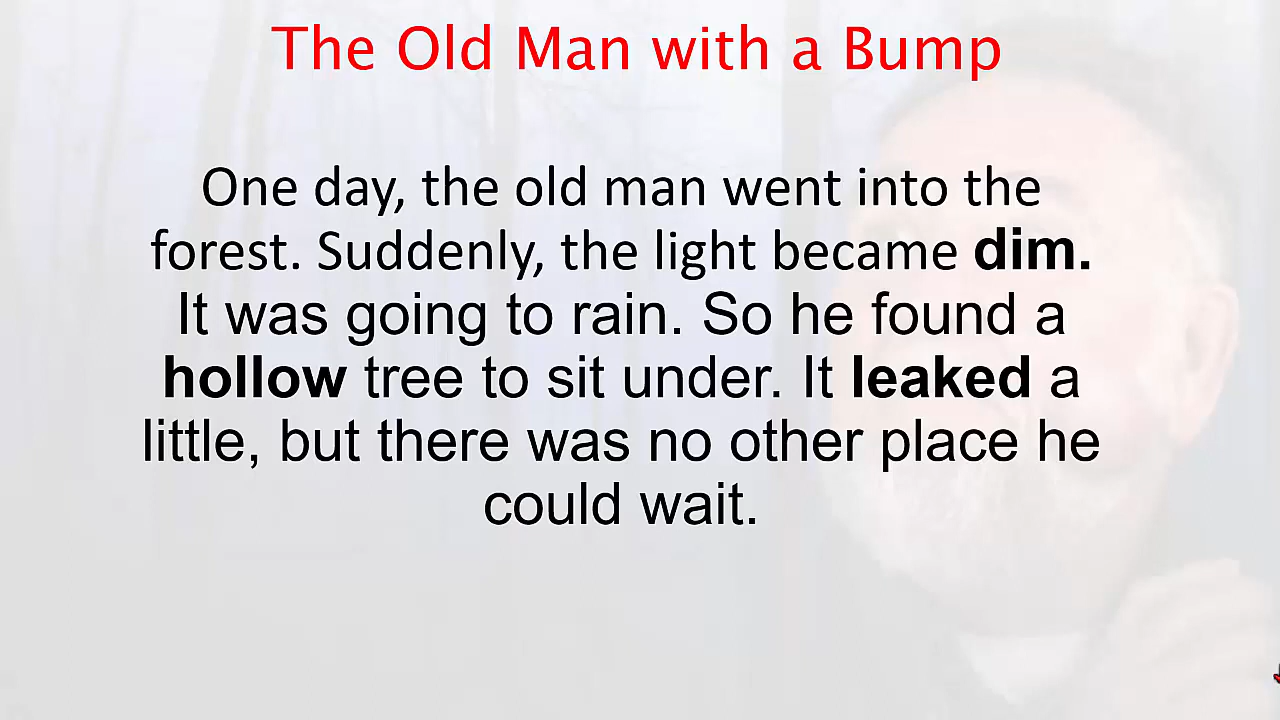 The Old Man with a Bump
One day, the old man went into the
forest. Suddenly, the light became dim.
It was going to rain. So he found a
hollow tree to sit under. It leaked a
little, but there was no other place he
could wait.